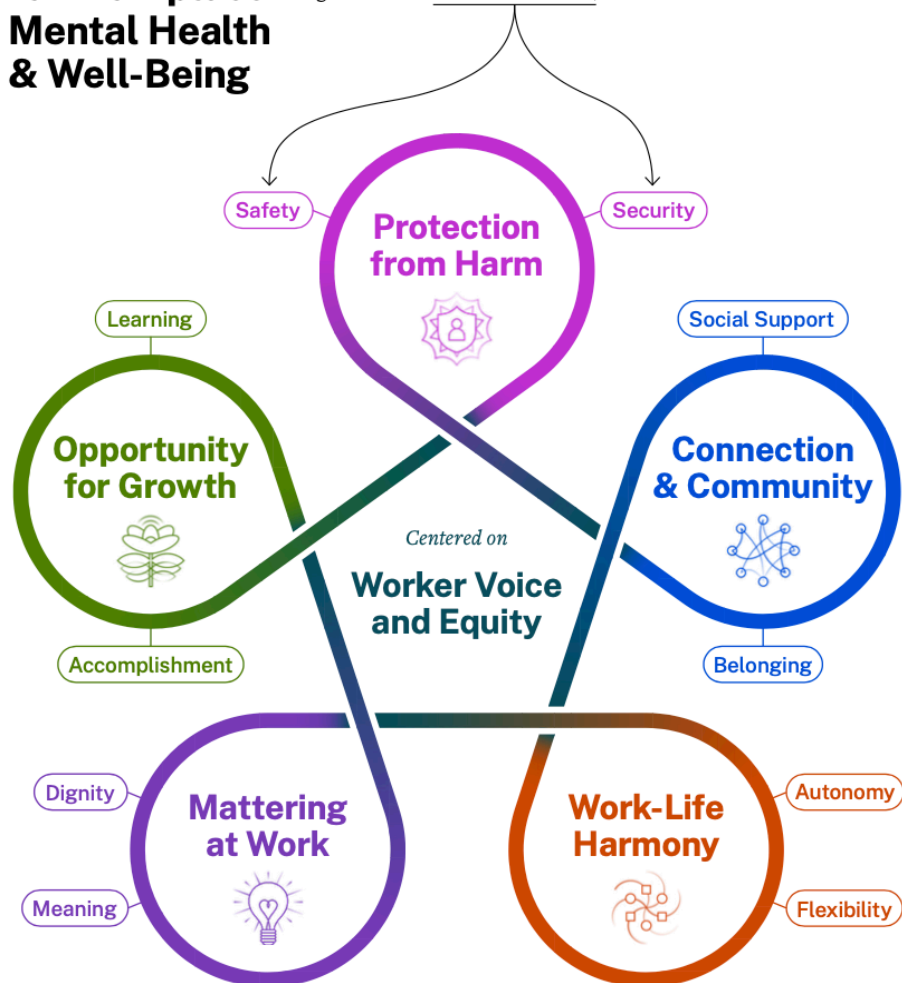 Mental Health
& Well-Being
Safety
Security
Protection
from Harm
Learning
Social Support
Opportunity
for Growth
Connection
& Community
Centered on
Worker Voice
and Equity
Accomplishment
Belonging
Dignity
Autonomy
Mattering
at Work
Work-Life
Harmony
Meaning
Flexibility